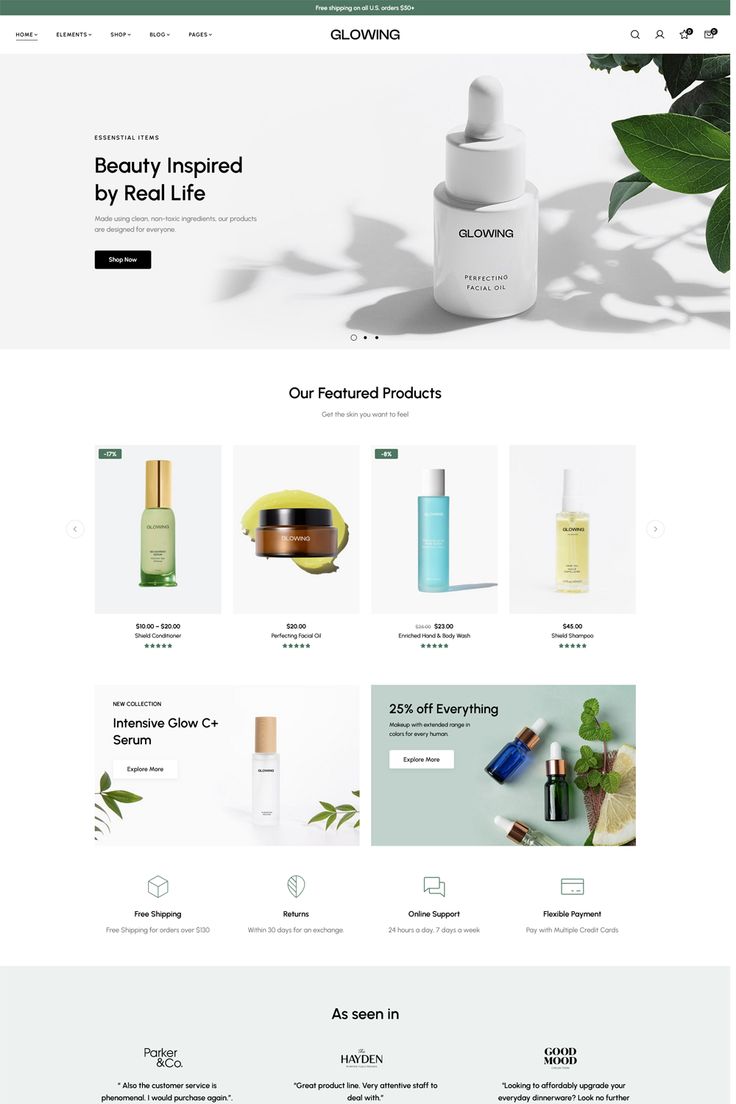 Free shipping on all U.S. orders $50+
HOME ELEMENTS SHOP BLOG PAGES
GLOWING
0 0
ESSENSTIAL ITEMS
Beauty Inspired
by Real Life
Made using clean, non-toxic ingredients, our products
are designed for everyone.
Shop Now
GLOWING
PERFECTING
FACIAL OIL
Our Featured Products
Get the skin you want to feel
-17%
-8%
GLOWING
GLOWING
GLOWING
GLOWING
$10.00 – $20.00
Shield Conditioner
$20.00
Perfecting Facial Oil
$23.00
Enriched Hand & Body Wash
$45.00
Shield Shampoo
NEW COLLECTION
Intensive Glow C+
Serum
Explore More
GLOWING
25% off Everything
Makeup with extended range in
colors for every human.
Explore More
Free Shipping
Free Shipping for orders over $130
Returns
Within 30 days for an exchange.
Online Support
24 hours a day, 7 days a week
Flexible Payment
Pay with Multiple Credit Cards
As seen in
Parker
&Co.
“ Also the customer service is
phenomenal. I would purchase again.”.
The
HAYDEN
“Great product line. Very attentive staff to
deal with.”
GOOD
MOOD
“Looking to affordably upgrade your
everyday dinnerware? Look no further